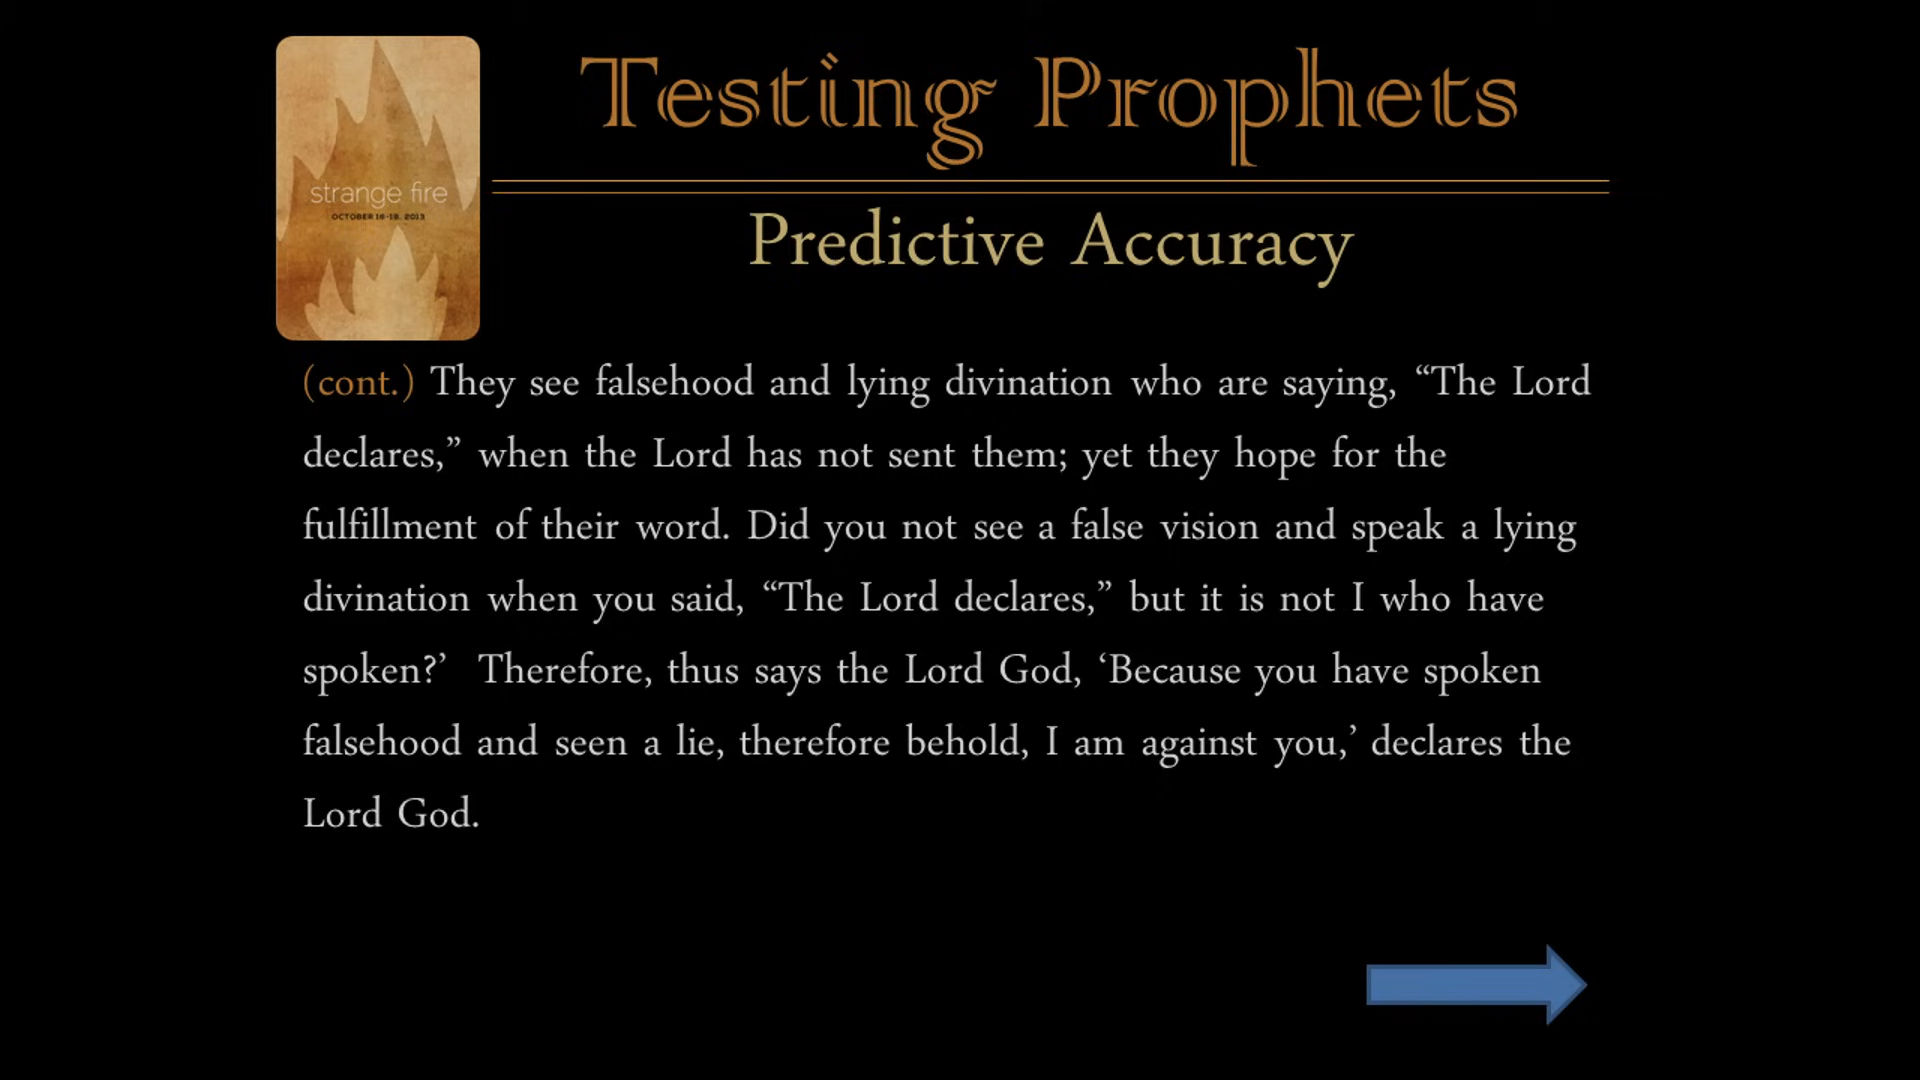 Testing Prophets
strange fire
OCTOBER 16-18, 2013
Predictive Accuracy
(cont.) They see falsehood and lying divination who are saying, “The Lord
declares,” when the Lord has not sent them; yet they hope for the
fulfillment of their word. Did you not see a false vision and speak a lying
divination when you said, “The Lord declares,” but it is not I who have
spoken?’ Therefore, thus says the Lord God, ‘Because you have spoken
falsehood and seen a lie, therefore behold, I am against you,’ declares the
Lord God.